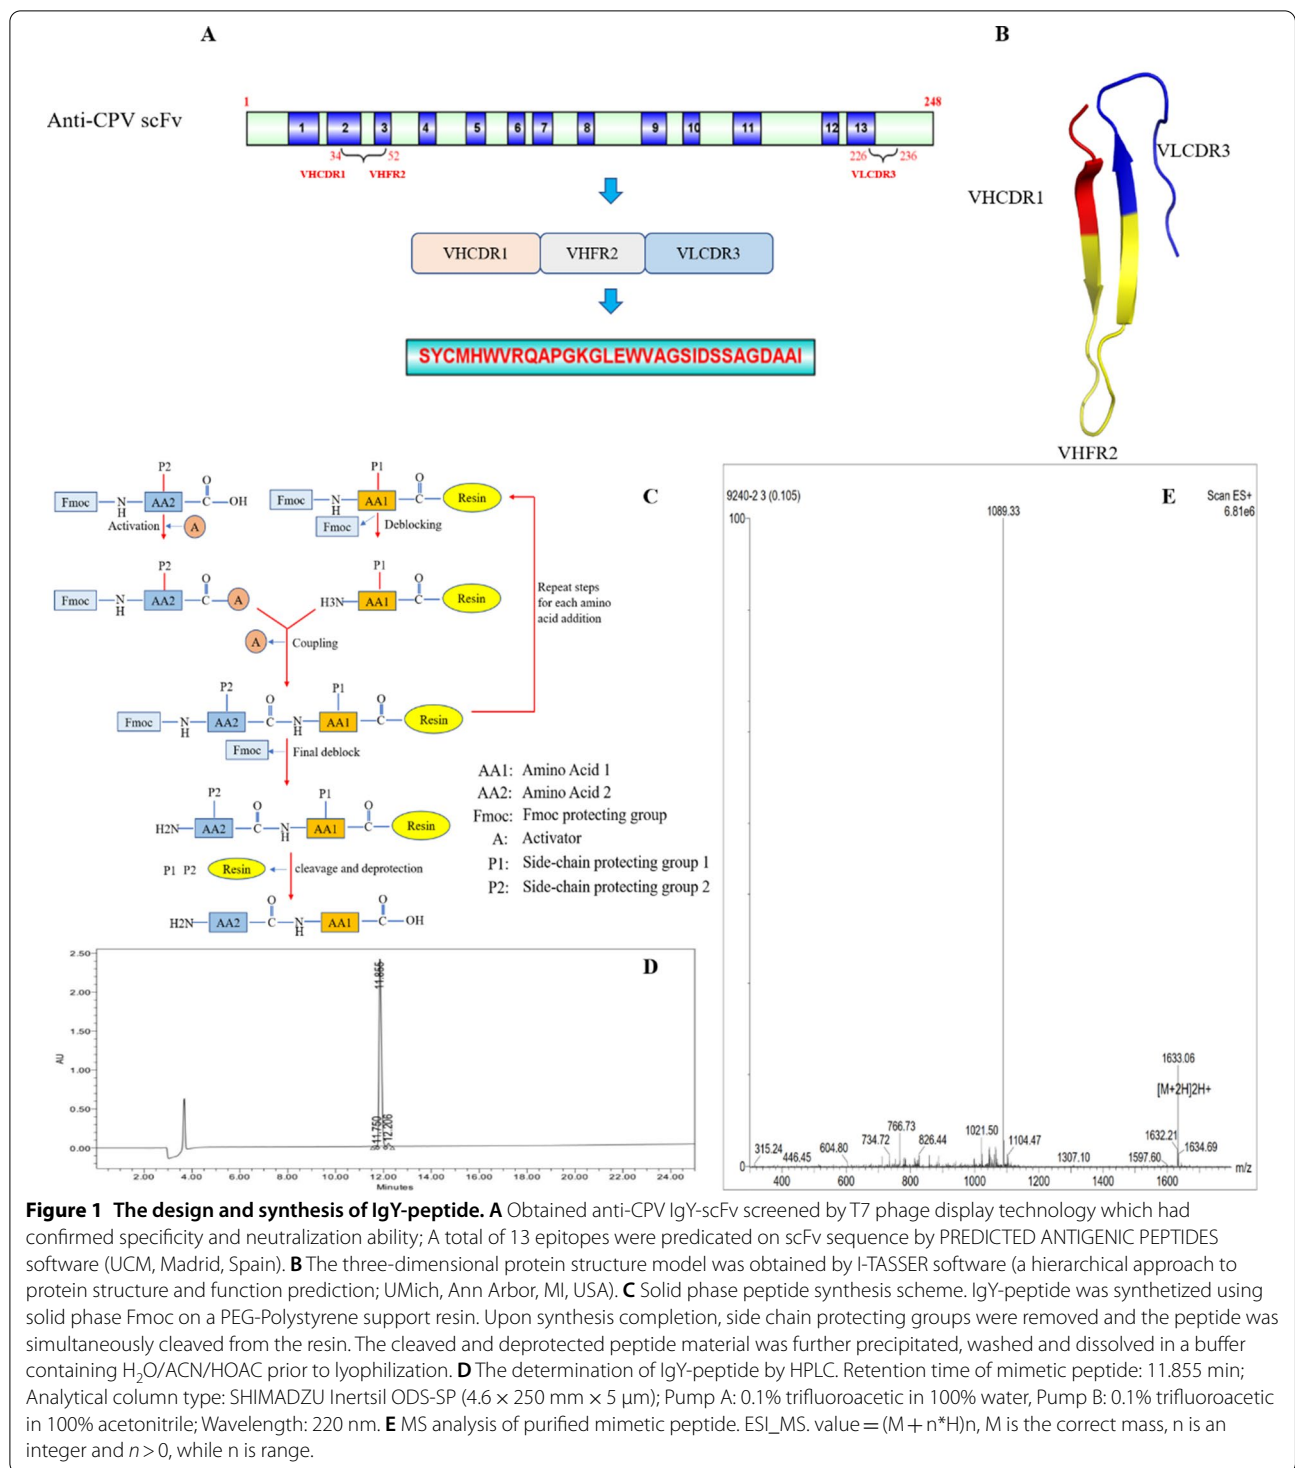 A
B
1
248
Anti-CPV scFv
1 2 3 4 5 6 7 8 9 10 11 12 13
34 52 226 236
VHCDR1 VHFR2 VLCDR3
VHCDR1 VHFR2 VLCDR3
SYCMHWVRQAPGKGLEWVAGSIDSSAGDAAI
VLCDR3
VHCDR1
VHFR2
C
P2
Fmoc N H AA2 C O OH
Activation A
P1
Fmoc N H AA1 C O Resin
Fmoc Deblocking
P2
Fmoc N H AA2 C O A
P1
H3N AA1 C O Resin
Repeat steps
for each amino
acid addition
A Coupling
P2 P1
Fmoc N H AA2 C O N H AA1 C O Resin
Fmoc Final deblock
P2 P1
H2N AA2 C O N H AA1 C O Resin
P1 P2 Resin cleavage and deprotection
H2N AA2 C O N H AA1 C O OH
AA1: Amino Acid 1
AA2: Amino Acid 2
Fmoc: Fmoc protecting group
A: Activator
P1: Side-chain protecting group 1
P2: Side-chain protecting group 2
D
2.50
2.00
1.50
1.00
0.50
0.00
AU
11.855
11.750
12.206
2.00 4.00 6.00 8.00 10.00 12.00 14.00 16.00 18.00 20.00 22.00 24.00
Minutes
E
9240-2 3 (0.105)
Scan ES+
6.81e6
100
0
1089.33
1633.06
[M+2H]2H+
1632.21
1634.69
1597.60
1307.10
1104.47
1021.50
826.44
766.73
734.72
604.80
446.45
315.24
400 600 800 1000 1200 1400 1600
m/z
Figure 1 The design and synthesis of IgY-peptide. A Obtained anti-CPV IgY-scFv screened by T7 phage display technology which had
confirmed specificity and neutralization ability; A total of 13 epitopes were predicated on scFv sequence by PREDICTED ANTIGENIC PEPTIDES
software (UCM, Madrid, Spain). B The three-dimensional protein structure model was obtained by I-TASSER software (a hierarchical approach to
protein structure and function prediction; UMich, Ann Arbor, MI, USA). C Solid phase peptide synthesis scheme. IgY-peptide was synthetized using
solid phase Fmoc on a PEG-Polystyrene support resin. Upon synthesis completion, side chain protecting groups were removed and the peptide was
simultaneously cleaved from the resin. The cleaved and deprotected peptide material was further precipitated, washed and dissolved in a buffer
containing H₂O/ACN/HOAC prior to lyophilization. D The determination of IgY-peptide by HPLC. Retention time of mimetic peptide: 11.855 min;
Analytical column type: SHIMADZU Inertsil ODS-SP (4.6 × 250 mm × 5 μm); Pump A: 0.1% trifluoroacetic in 100% water, Pump B: 0.1% trifluoroacetic
in 100% acetonitrile; Wavelength: 220 nm. E MS analysis of purified mimetic peptide. ESI_MS. value = (M + n*H)n, M is the correct mass, n is an
integer and n > 0, while n is range.